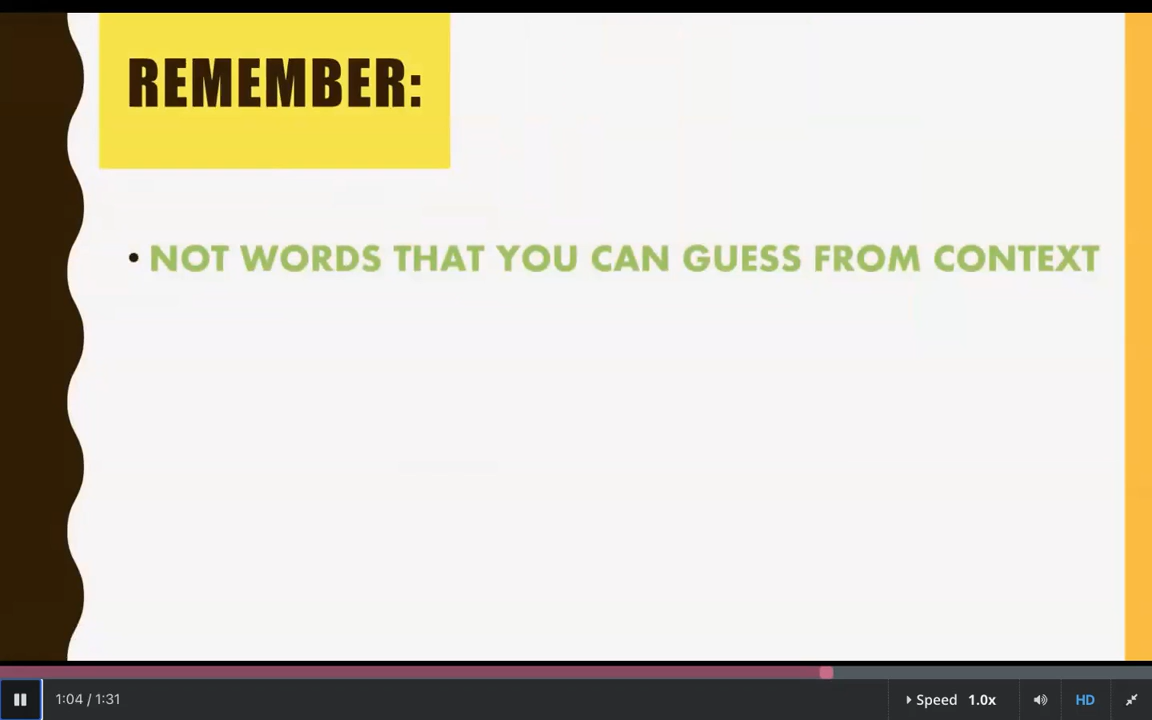 REMEMBER:
• NOT WORDS THAT YOU CAN GUESS FROM CONTEXT
1:04 / 1:31
Speed 1.0x
HD